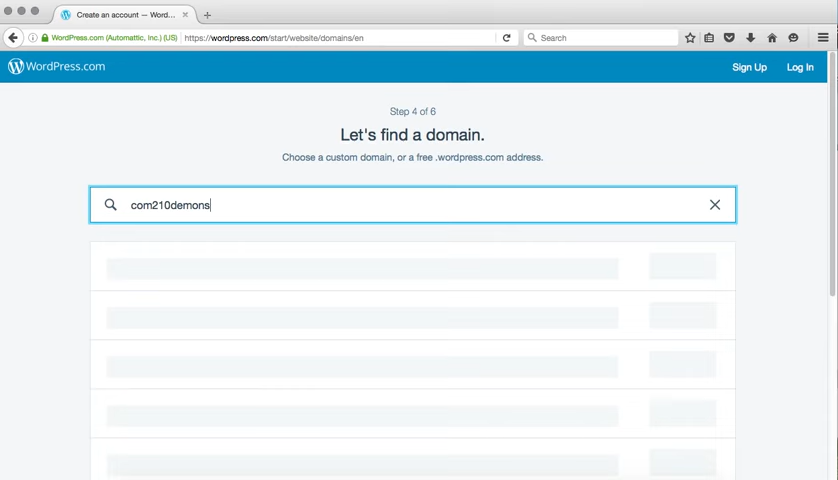 Create an account — Word...
WordPress.com (Automattic, Inc.) (US)
https://wordpress.com/start/website/domains/en
Search
WordPress.com
Sign Up
Log In
Step 4 of 6
Let's find a domain.
Choose a custom domain, or a free .wordpress.com address.
com210demons